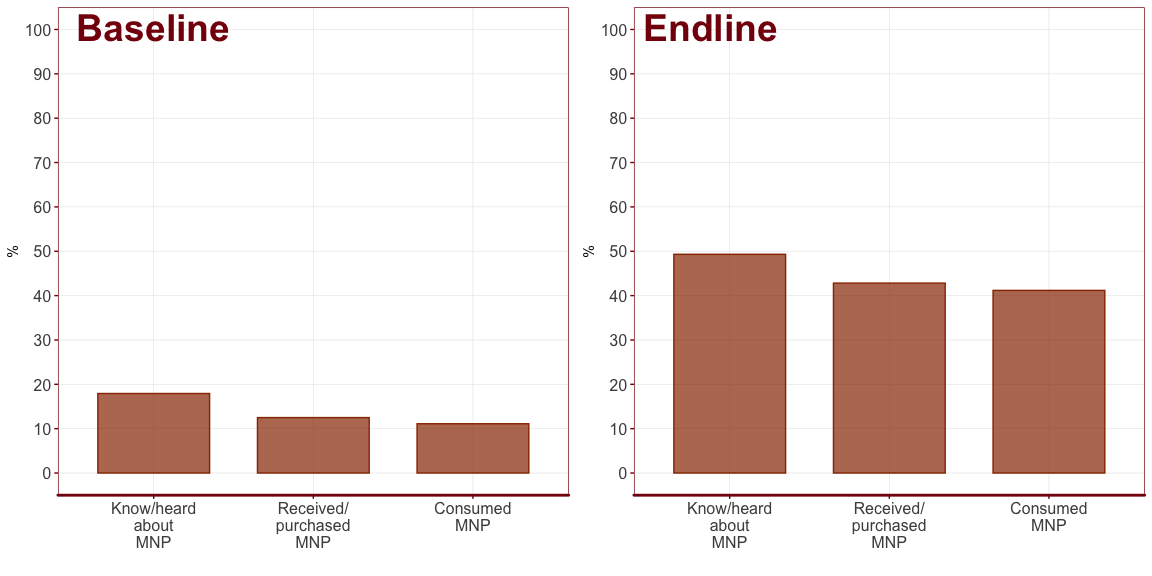 Baseline
%
100
90
80
70
60
50
40
30
20
10
0
Know/heard
about
MNP
Received/
purchased
MNP
Consumed
MNP
Endline
%
100
90
80
70
60
50
40
30
20
10
0
Know/heard
about
MNP
Received/
purchased
MNP
Consumed
MNP